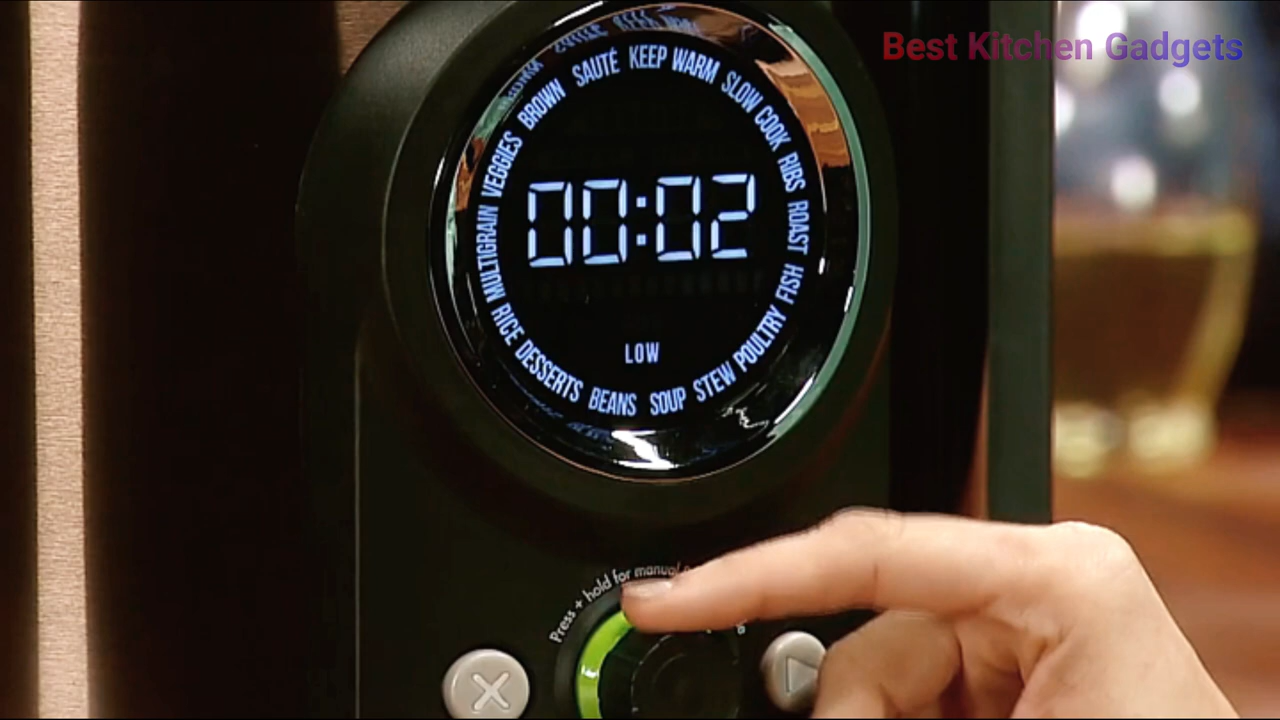 Best Kitchen Gadgets
KEEP WARM
SLOW COOK
RIBS
ROAST
FISH
POULTRY
STEW
SOUP
BEANS
DESSERTS
RICE
MULTIGRAIN
VEGGIES
BROWN
SAUTÉ
00:02
LOW
Press + hold for manual